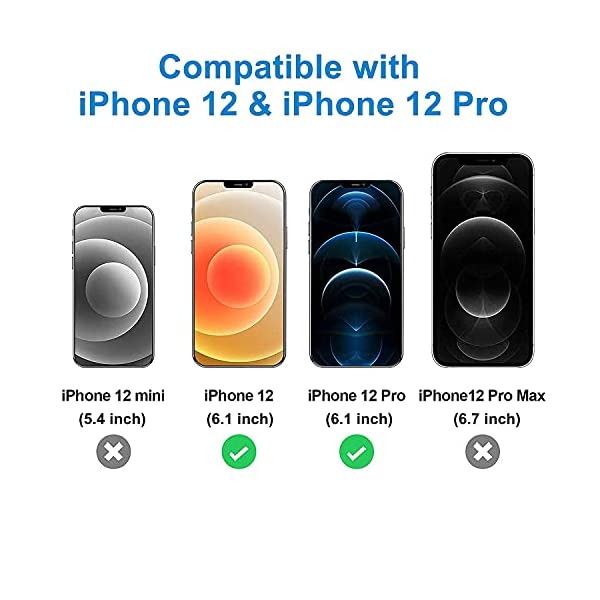 Compatible with
iPhone 12 & iPhone 12 Pro
iPhone 12 mini
(5.4 inch)
iPhone 12
(6.1 inch)
iPhone 12 Pro
(6.1 inch)
iPhone12 Pro Max
(6.7 inch)